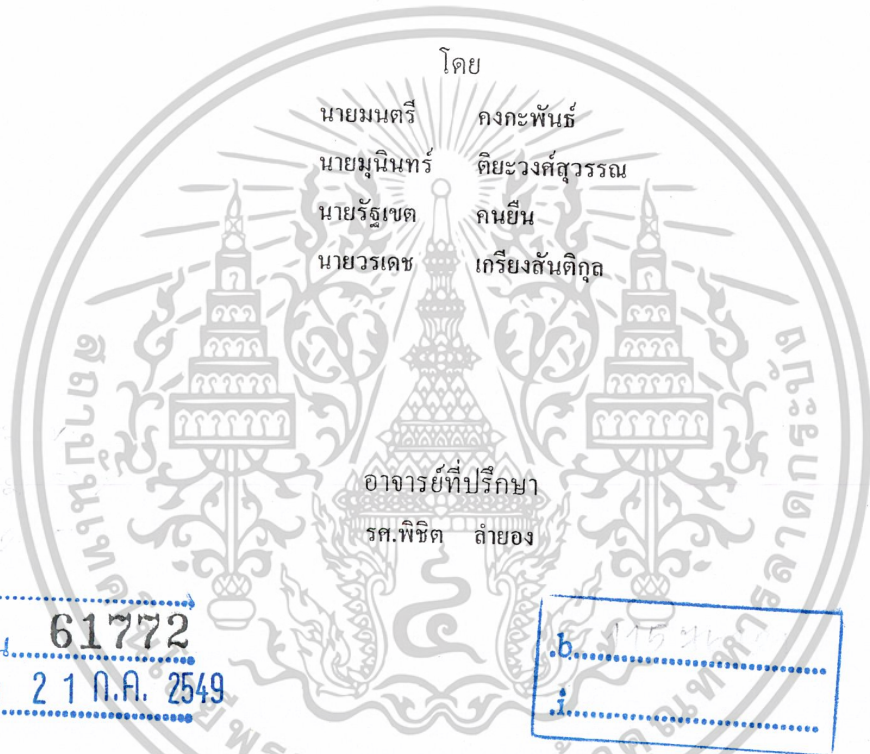 โดย
นายมนตรี คงคะพันธ์
นายมุนินทร์ ติยะวงศ์สุวรรณ
นายรัฐเขต คนยืน
นายวรเดช เกรียงสันติกุล
อาจารย์ที่ปรึกษา
รศ.พิชิต ลำยอง
61772
21 ก.ค. 2549
.b.
.i.